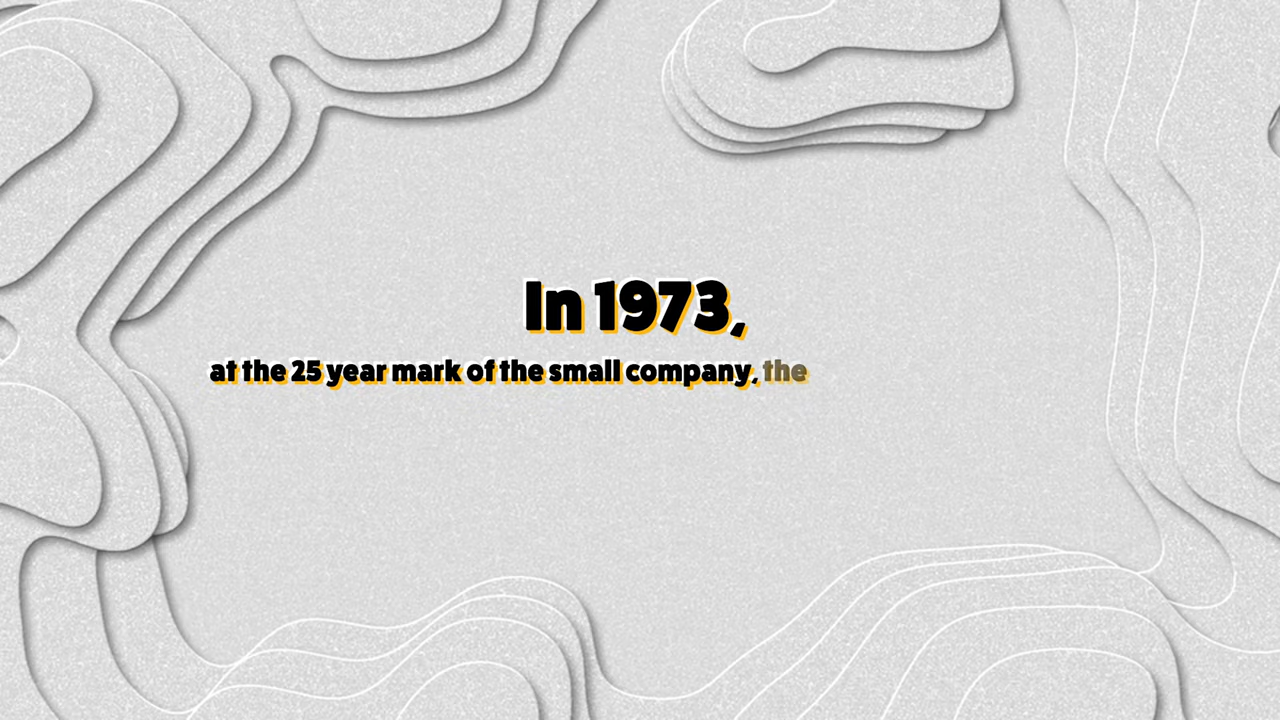 In 1973,
at the 25 year mark of the small company, the